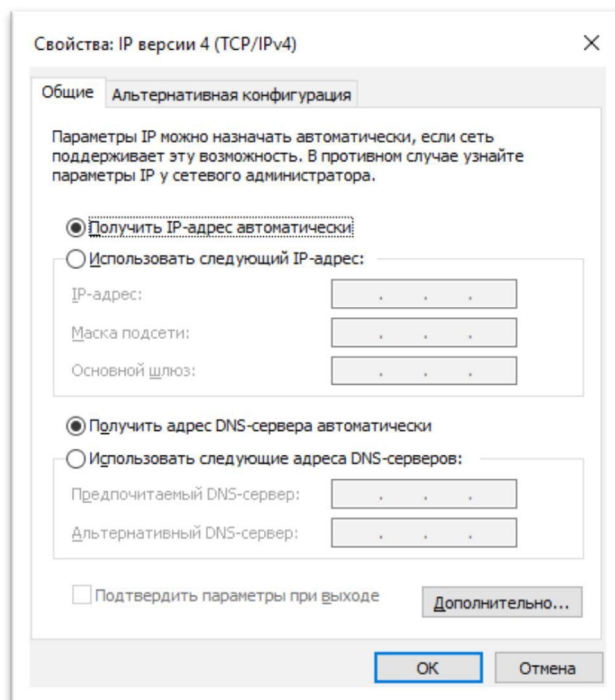 Свойства: IP версии 4 (TCP/IPv4)
Общие Альтернативная конфигурация
Параметры IP можно назначать автоматически, если сеть
поддерживает эту возможность. В противном случае узнайте
параметры IP у сетевого администратора.
Получить IP-адрес автоматически
Использовать следующий IP-адрес:
IP-адрес:
Маска подсети:
Основной шлюз:
Получить адрес DNS-сервера автоматически
Использовать следующие адреса DNS-серверов:
Предпочитаемый DNS-сервер:
Альтернативный DNS-сервер:
Подтвердить параметры при выходе
Дополнительно...
ОК Отмена